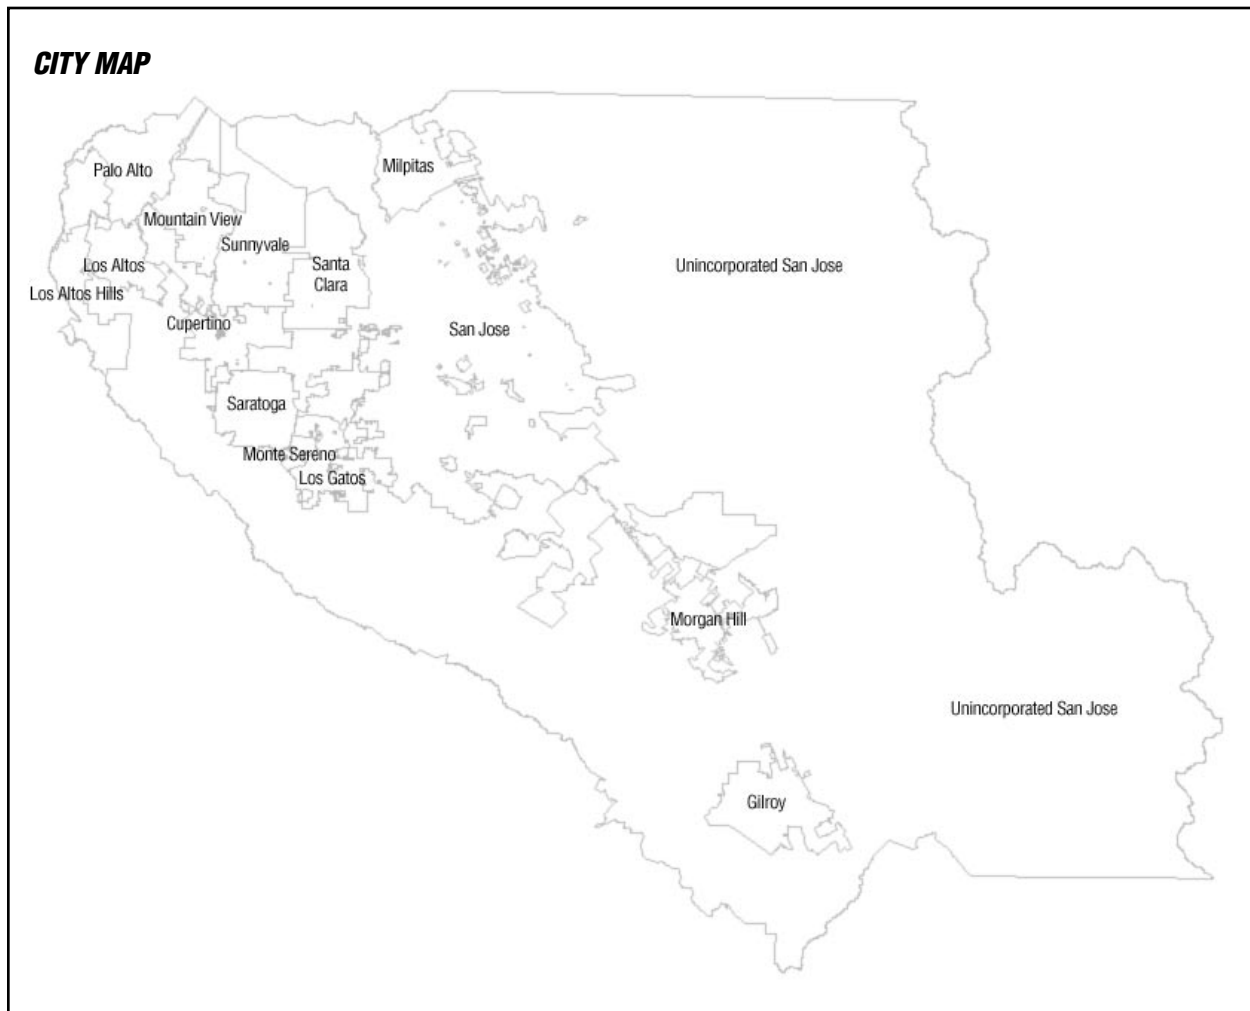 CITY MAP
Palo Alto
Milpitas
Mountain View
Sunnyvale
Los Altos
Santa
Clara
Unincorporated San Jose
Los Altos Hills
Cupertino
San Jose
Saratoga
Monte Sereno
Los Gatos
Morgan Hill
Unincorporated San Jose
Gilroy